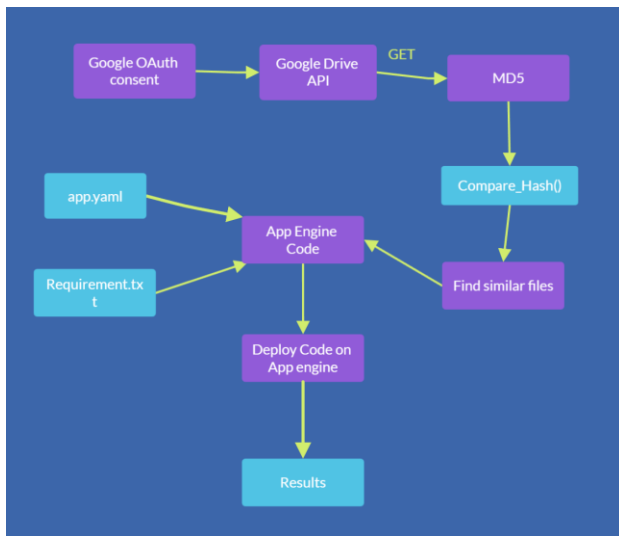 Google OAuth
consent
Google Drive
API
GET
MD5
Compare_Hash()
app.yaml
App Engine
Code
Requirement.tx
t
Find similar files
Deploy Code on
App engine
Results